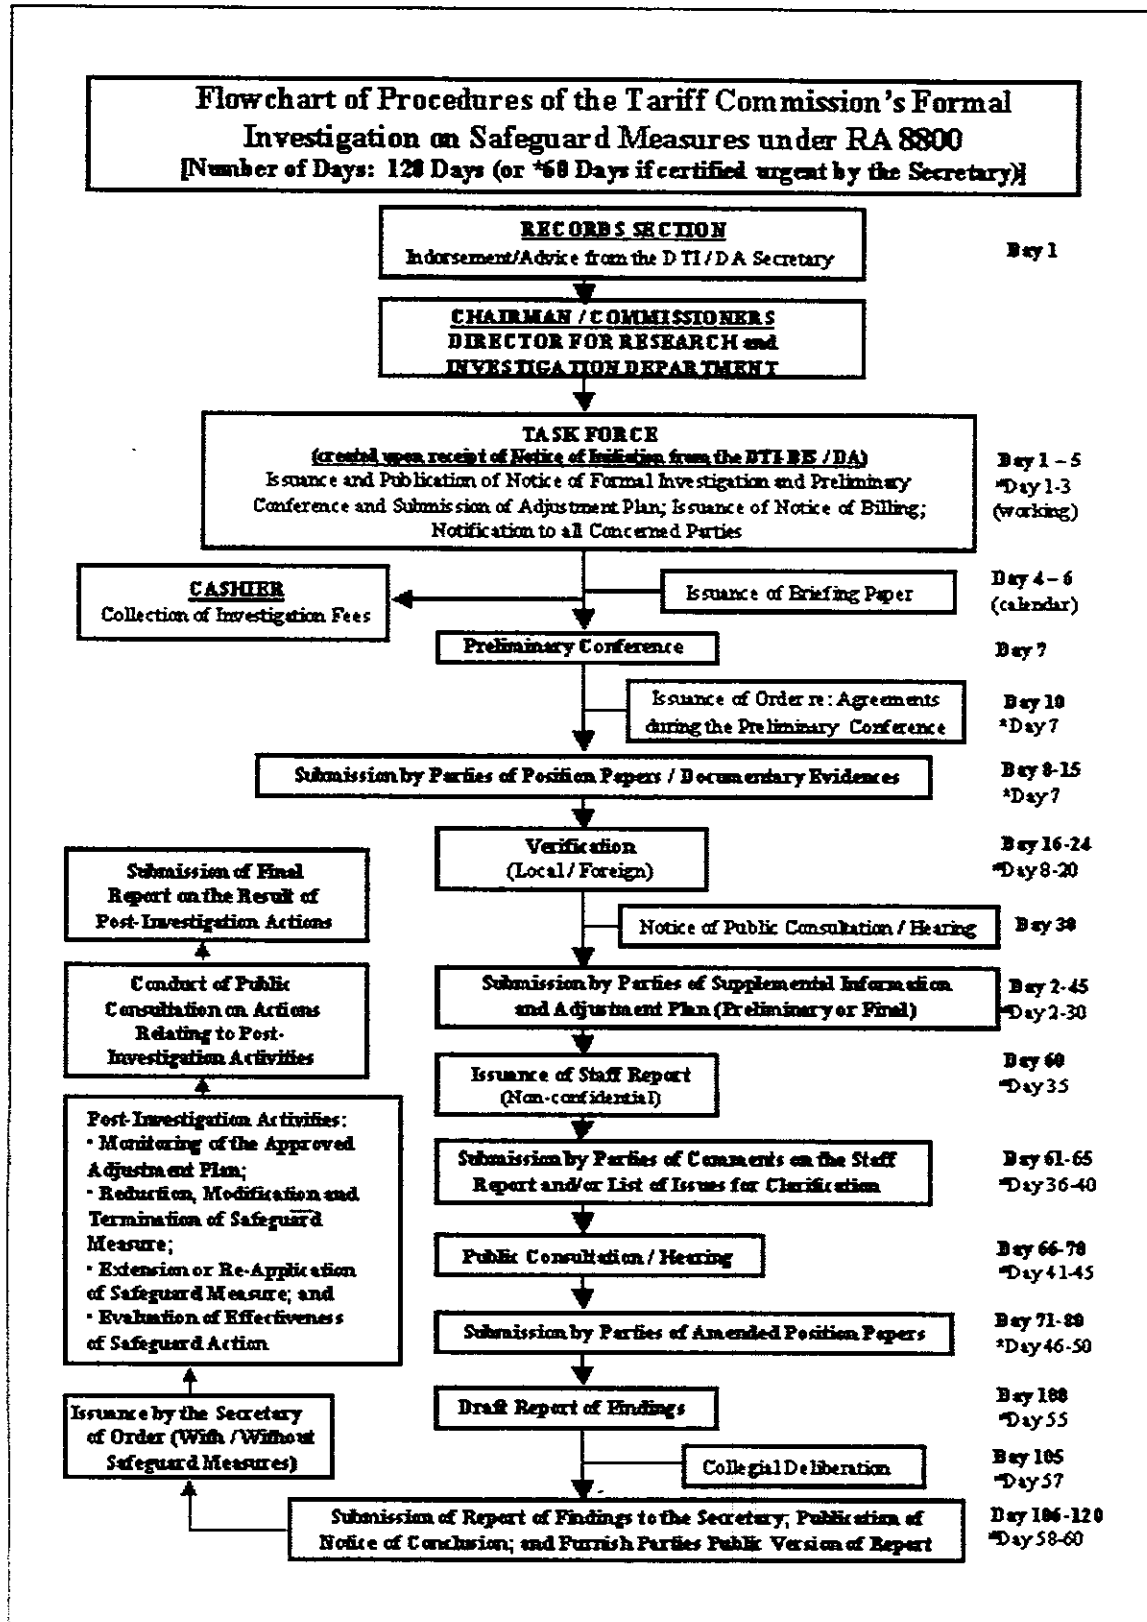 Flowchart of Procedures of the Tariff Commission's Formal
Investigation on Safeguard Measures under RA 8800
[Number of Days: 120 Days (or *60 Days if certified urgent by the Secretary)]
RECORDS SECTION
Indorsement/Advice from the DTI / DA Secretary
Day 1
CHAIRMAN / COMMISSIONERS
DIRECTOR FOR RESEARCH and
INVESTIGATION DEPARTMENT
TASK FORCE
(created upon receipt of Notice of Initiation from the DTI-BIS / DA)
Issuance and Publication of Notice of Formal Investigation and Preliminary
Conference and Submission of Adjustment Plan; Issuance of Notice of Billing;
Notification to all Concerned Parties
Day 1 – 5
*Day 1-3
(working)
CASHIER
Collection of Investigation Fees
Issuance of Briefing Paper
Day 4 – 6
(calendar)
Preliminary Conference
Day 7
Issuance of Order re: Agreements
during the Preliminary Conference
Day 10
*Day 7
Submission by Parties of Position Papers / Documentary Evidences
Day 8-15
*Day 7
Verification
(Local / Foreign)
Day 16-24
*Day 8-20
Notice of Public Consultation / Hearing
Day 30
Submission by Parties of Supplemental Information
and Adjustment Plan (Preliminary or Final)
Day 2-45
*Day 2-30
Issuance of Staff Report
(Non-confidential)
Day 60
*Day 35
Submission by Parties of Comments on the Staff
Report and/or List of Issues for Clarification
Day 61-65
*Day 36-40
Public Consultation / Hearing
Day 66-70
*Day 41-45
Submission by Parties of Amended Position Papers
Day 71-80
*Day 46-50
Draft Report of Findings
Day 100
*Day 55
Collegial Deliberation
Day 105
*Day 57
Submission of Report of Findings to the Secretary; Publication of
Notice of Conclusion; and Furnish Parties Public Version of Report
Day 106-120
*Day 58-60
Issuance by the Secretary
of Order (With / Without
Safeguard Measures)
Post-Investigation Activities:
· Monitoring of the Approved
Adjustment Plan;
· Reduction, Modification and
Termination of Safeguard
Measure;
· Extension or Re-Application
of Safeguard Measure; and
· Evaluation of Effectiveness
of Safeguard Action
Conduct of Public
Consultation on Actions
Relating to Post-
Investigation Activities
Submission of Final
Report on the Result of
Post-Investigation Actions